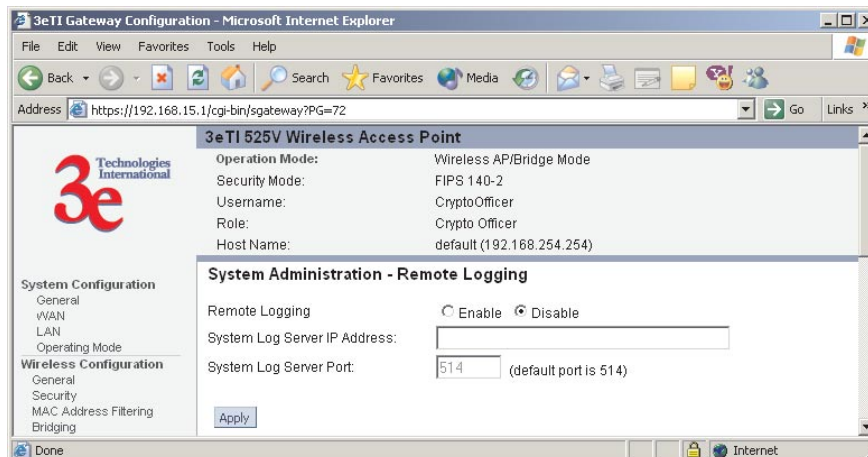 3eTI Gateway Configuration - Microsoft Internet Explorer
File Edit View Favorites Tools Help
Back Search Favorites Media
Address https://192.168.15.1/cgi-bin/sgateway?PG=72 Go Links »
3e Technologies International
3eTI 525V Wireless Access Point
Operation Mode: Wireless AP/Bridge Mode
Security Mode: FIPS 140-2
Username: CryptoOfficer
Role: Crypto Officer
Host Name: default (192.168.254.254)
System Configuration
General
WAN
LAN
Operating Mode
Wireless Configuration
General
Security
MAC Address Filtering
Bridging
System Administration - Remote Logging
Remote Logging Enable Disable
System Log Server IP Address:
System Log Server Port: 514 (default port is 514)
Apply
Done Internet